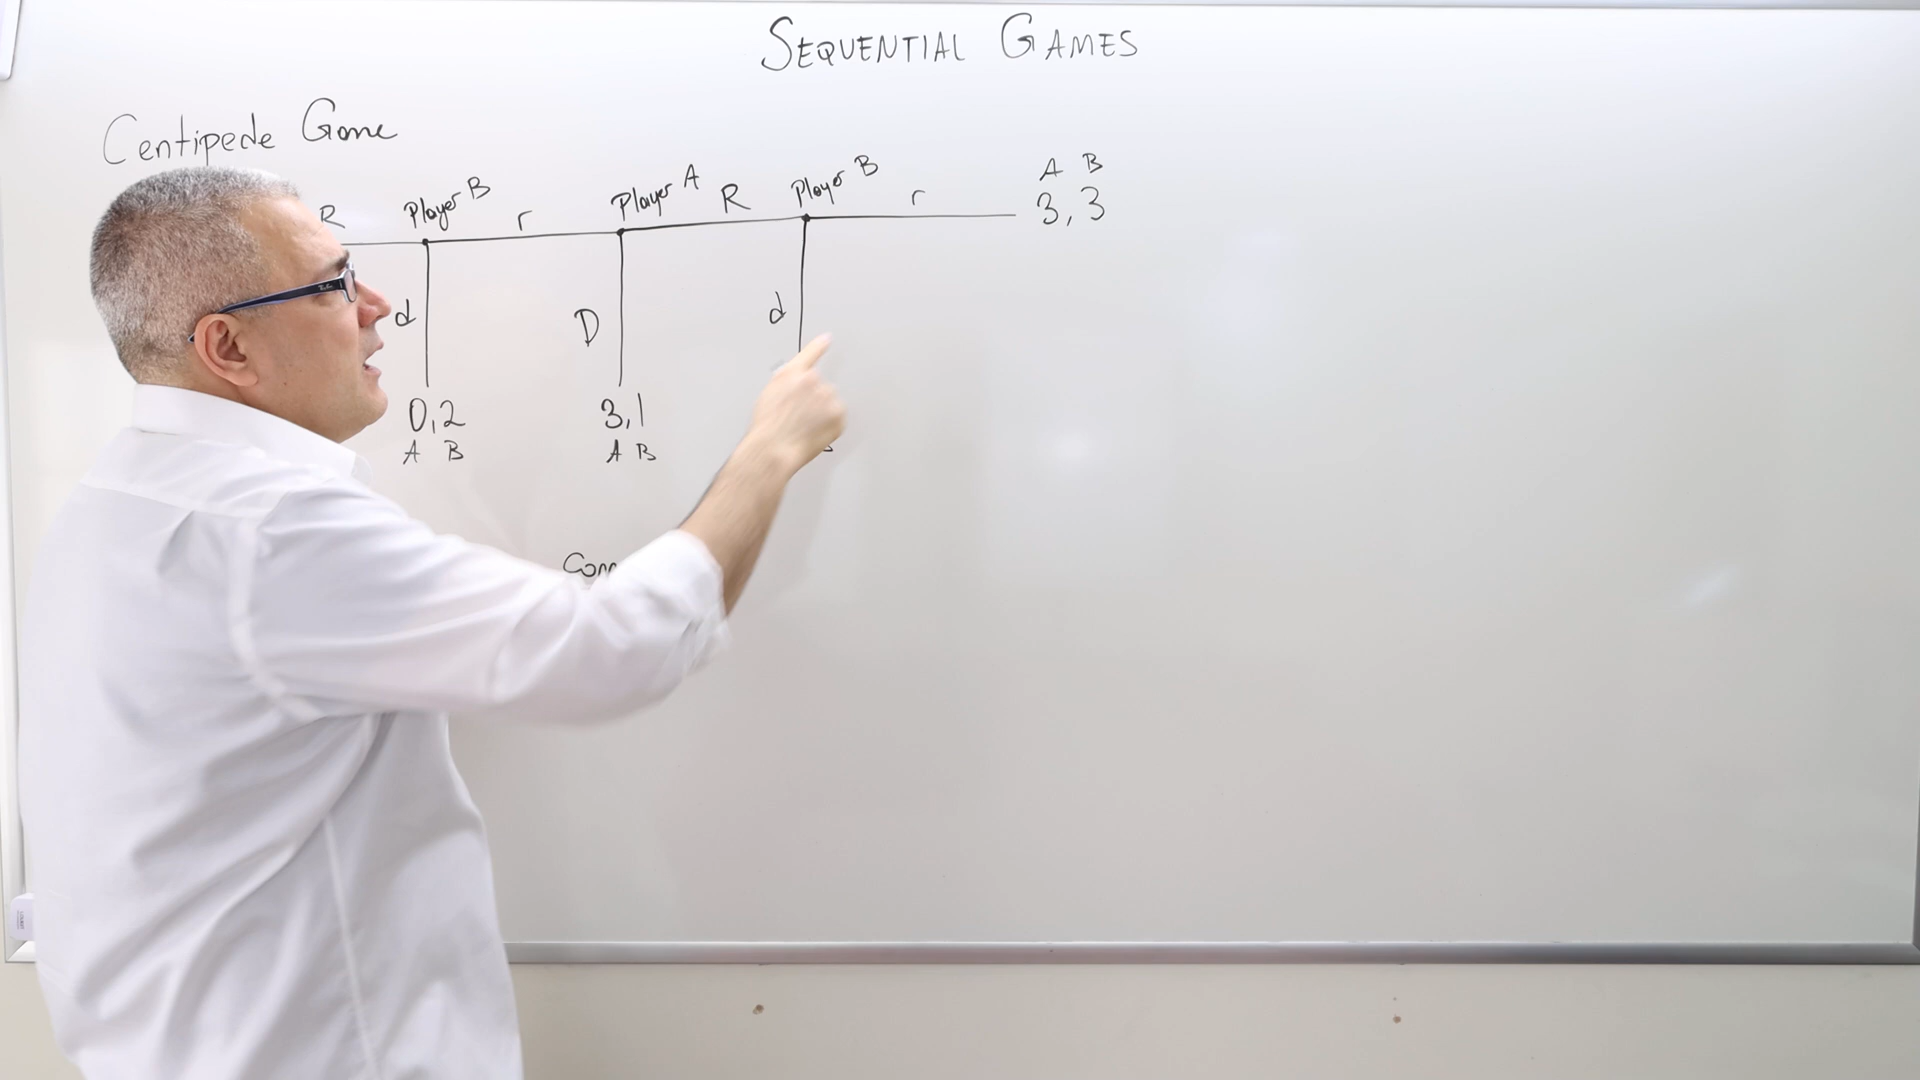 SEQUENTIAL GAMES
Centipede Game
A B
R Player B r Player A R Player B r 3, 3
d D d
0,2 3,1
A B A B